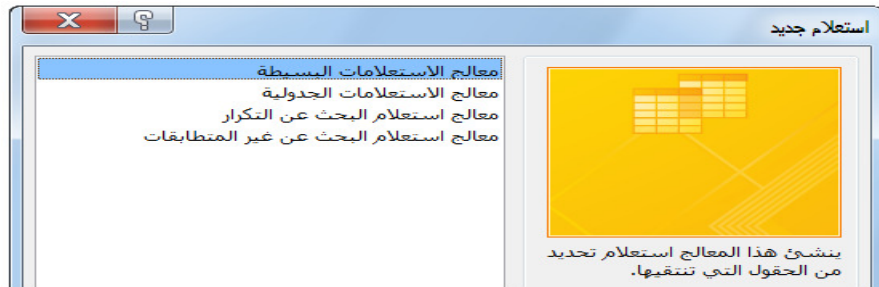 استعلام جديد
معالج الاستعلامات البسيطة
معالج الاستعلامات الجدولية
معالج استعلام البحث عن التكرار
معالج استعلام البحث عن غير المتطابقات
ينشئ هذا المعالج استعلام تحديد
من الحقول التي تنتقيها.